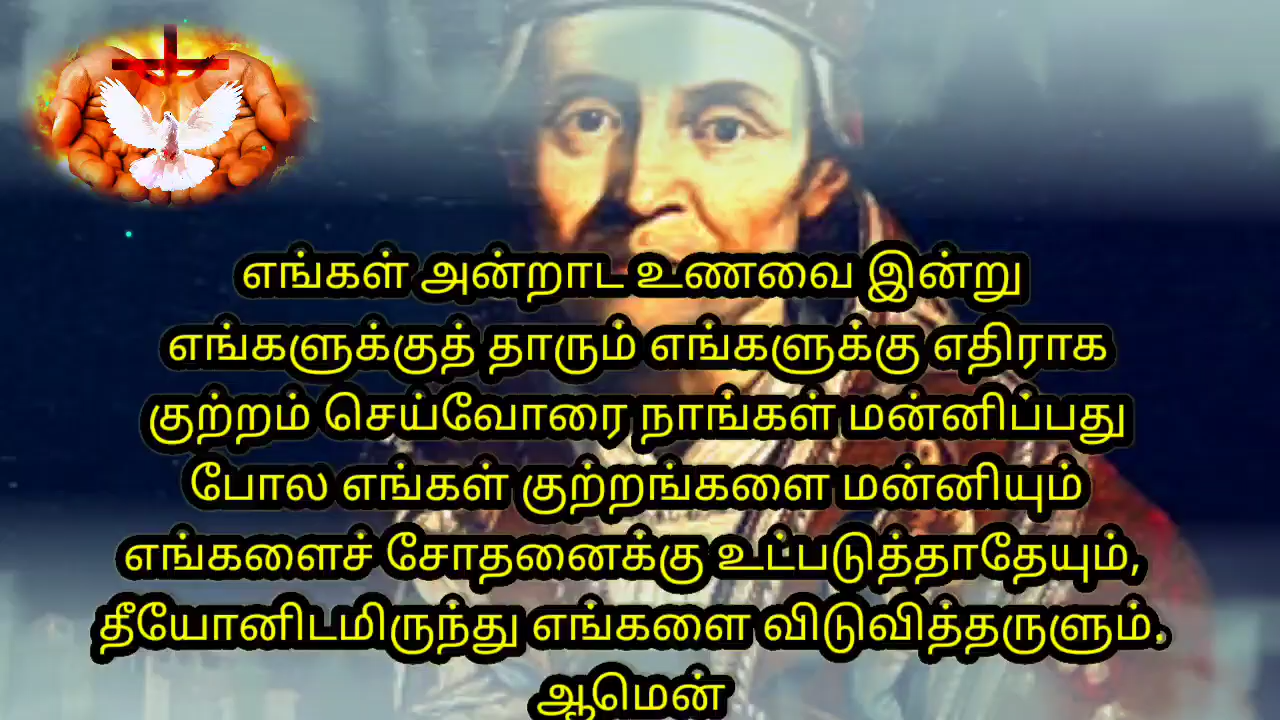 எங்கள் அன்றாட உணவை இன்று
எங்களுக்குத் தாரும் எங்களுக்கு எதிராக
குற்றம் செய்வோரை நாங்கள் மன்னிப்பது
போல எங்கள் குற்றங்களை மன்னியும்
எங்களைச் சோதனைக்கு உட்படுத்தாதேயும்,
தீயோனிடமிருந்து எங்களை விடுவித்தருளும்.
ஆமென்